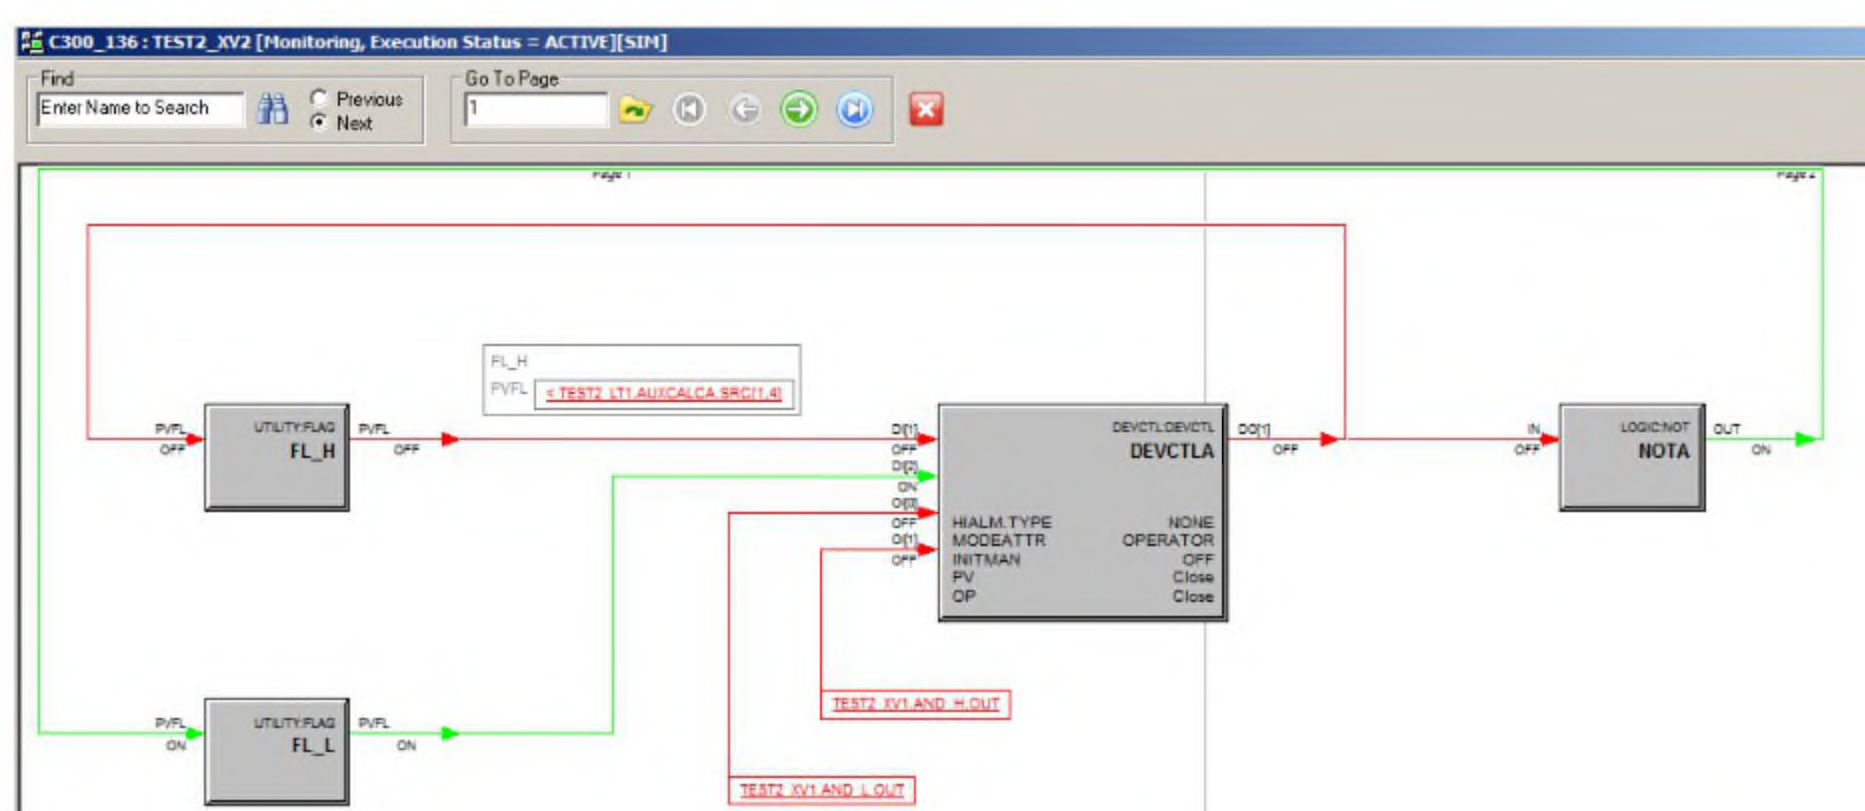 C300_136 : TEST2_XV2 [Monitoring, Execution Status = ACTIVE][SIM]
Find
Enter Name to Search
Previous
Next
Go To Page
1
Page 1
Page 2
FL_H
PVFL
< TEST2_LT1.AUXCALCA.SRC(1,4)
PVFL
OFF
UTILITY:FLAG
FL_H
PVFL
OFF
DI[1]
OFF
DI[2]
ON
OI[0]
OFF
OI[1]
OFF
DEVCTL:DEVCTL
DEVCTLA
HIALM.TYPE NONE
MODEATTR OPERATOR
INITMAN OFF
PV Close
OP Close
DO[1]
OFF
IN
OFF
LOGIC:NOT
NOTA
OUT
ON
TEST2_XV1.AND_H.OUT
PVFL
ON
UTILITY:FLAG
FL_L
PVFL
ON
TEST2_XV1.AND_L.OUT